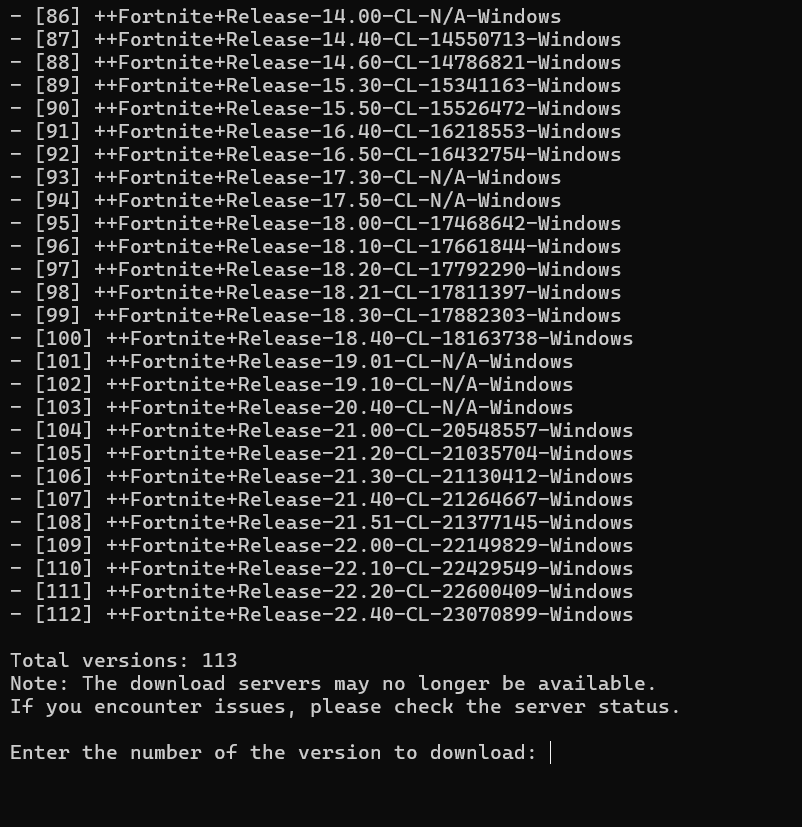 - [86] ++Fortnite+Release-14.00-CL-N/A-Windows
- [87] ++Fortnite+Release-14.40-CL-14550713-Windows
- [88] ++Fortnite+Release-14.60-CL-14786821-Windows
- [89] ++Fortnite+Release-15.30-CL-15341163-Windows
- [90] ++Fortnite+Release-15.50-CL-15526472-Windows
- [91] ++Fortnite+Release-16.40-CL-16218553-Windows
- [92] ++Fortnite+Release-16.50-CL-16432754-Windows
- [93] ++Fortnite+Release-17.30-CL-N/A-Windows
- [94] ++Fortnite+Release-17.50-CL-N/A-Windows
- [95] ++Fortnite+Release-18.00-CL-17468642-Windows
- [96] ++Fortnite+Release-18.10-CL-17661844-Windows
- [97] ++Fortnite+Release-18.20-CL-17792290-Windows
- [98] ++Fortnite+Release-18.21-CL-17811397-Windows
- [99] ++Fortnite+Release-18.30-CL-17882303-Windows
- [100] ++Fortnite+Release-18.40-CL-18163738-Windows
- [101] ++Fortnite+Release-19.01-CL-N/A-Windows
- [102] ++Fortnite+Release-19.10-CL-N/A-Windows
- [103] ++Fortnite+Release-20.40-CL-N/A-Windows
- [104] ++Fortnite+Release-21.00-CL-20548557-Windows
- [105] ++Fortnite+Release-21.20-CL-21035704-Windows
- [106] ++Fortnite+Release-21.30-CL-21130412-Windows
- [107] ++Fortnite+Release-21.40-CL-21264667-Windows
- [108] ++Fortnite+Release-21.51-CL-21377145-Windows
- [109] ++Fortnite+Release-22.00-CL-22149829-Windows
- [110] ++Fortnite+Release-22.10-CL-22429549-Windows
- [111] ++Fortnite+Release-22.20-CL-22600409-Windows
- [112] ++Fortnite+Release-22.40-CL-23070899-Windows
Total versions: 113
Note: The download servers may no longer be available.
If you encounter issues, please check the server status.
Enter the number of the version to download: